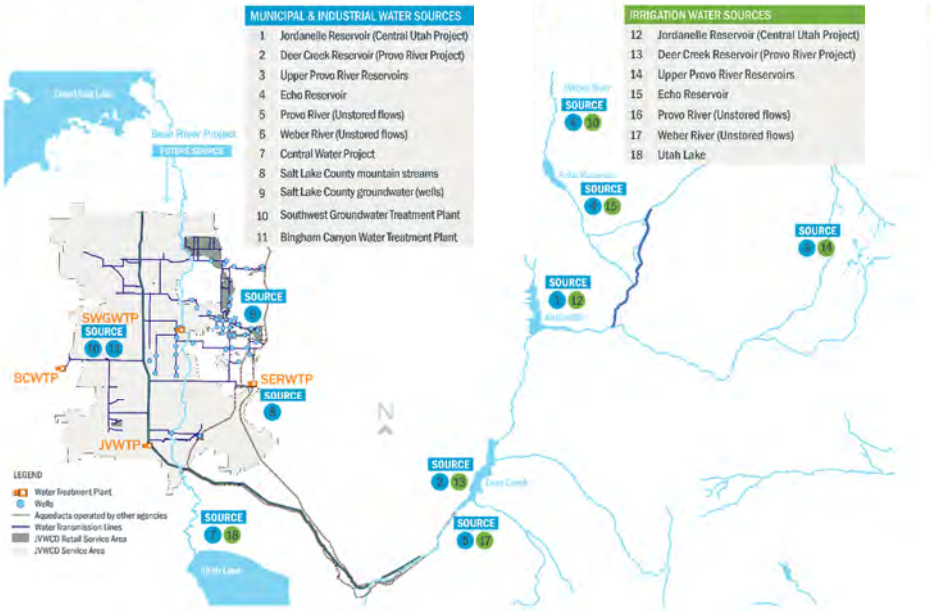 MUNICIPAL & INDUSTRIAL WATER SOURCES
1 Jordanelle Reservoir (Central Utah Project)
2 Deer Creek Reservoir (Provo River Project)
3 Upper Provo River Reservoirs
4 Echo Reservoir
5 Provo River (Unstored flows)
6 Weber River (Unstored flows)
7 Central Water Project
8 Salt Lake County mountain streams
9 Salt Lake County groundwater (wells)
10 Southwest Groundwater Treatment Plant
11 Bingham Canyon Water Treatment Plant
IRRIGATION WATER SOURCES
12 Jordanelle Reservoir (Central Utah Project)
13 Deer Creek Reservoir (Provo River Project)
14 Upper Provo River Reservoirs
15 Echo Reservoir
16 Provo River (Unstored flows)
17 Weber River (Unstored flows)
18 Utah Lake
Great Salt Lake
Bear River Project
FUTURE SOURCE
Weber River
SOURCE
6 10
Echo Reservoir
SOURCE
4 15
SOURCE
14
SOURCE
1 12
Jordanelle
SOURCE
9
SWGWTP
SOURCE
10 11
BCWTP
SERWTP
SOURCE
8
JVWTP
N
SOURCE
2 13
Deer Creek
SOURCE
5 17
SOURCE
7 18
Utah Lake
LEGEND
Water Treatment Plant
Wells
Aqueducts operated by other agencies
Water Transmission Lines
JVWCD Retail Service Area
JVWCD Service Area